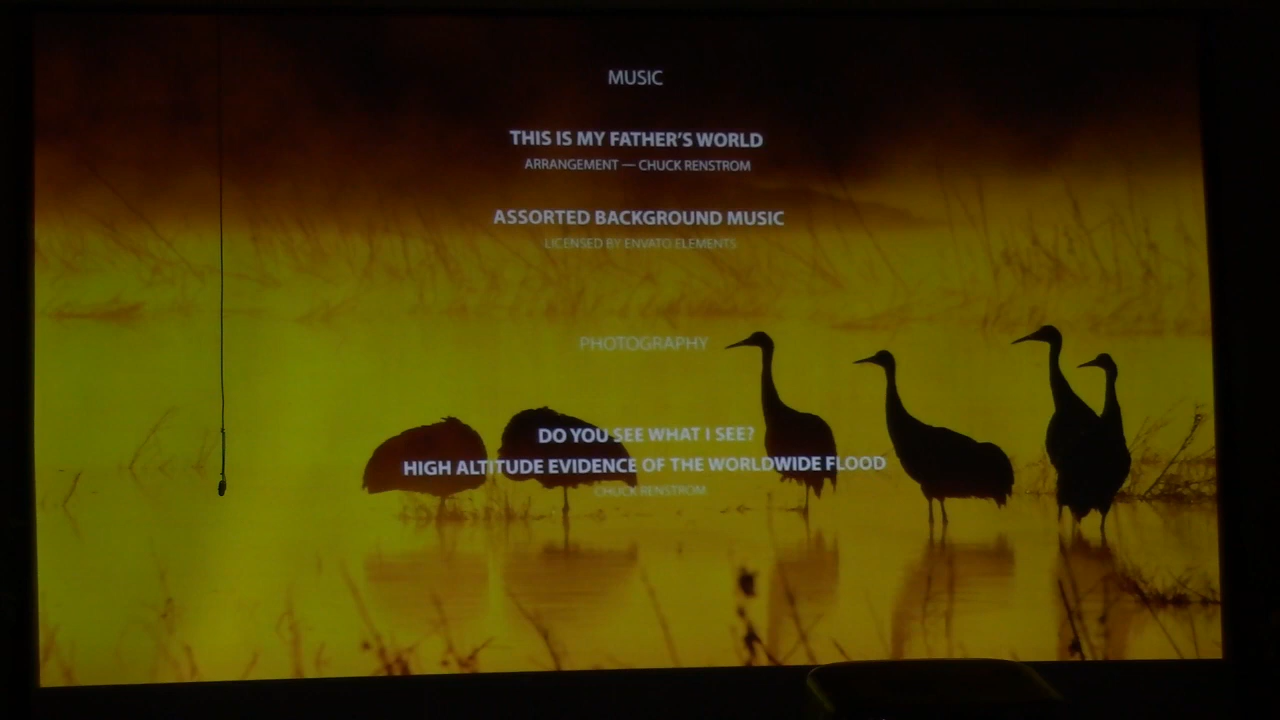 MUSIC
THIS IS MY FATHER'S WORLD
ARRANGEMENT — CHUCK RENSTROM
ASSORTED BACKGROUND MUSIC
LICENSED BY ENVATO ELEMENTS
PHOTOGRAPHY
DO YOU SEE WHAT I SEE?
HIGH ALTITUDE EVIDENCE OF THE WORLDWIDE FLOOD
CHUCK RENSTROM